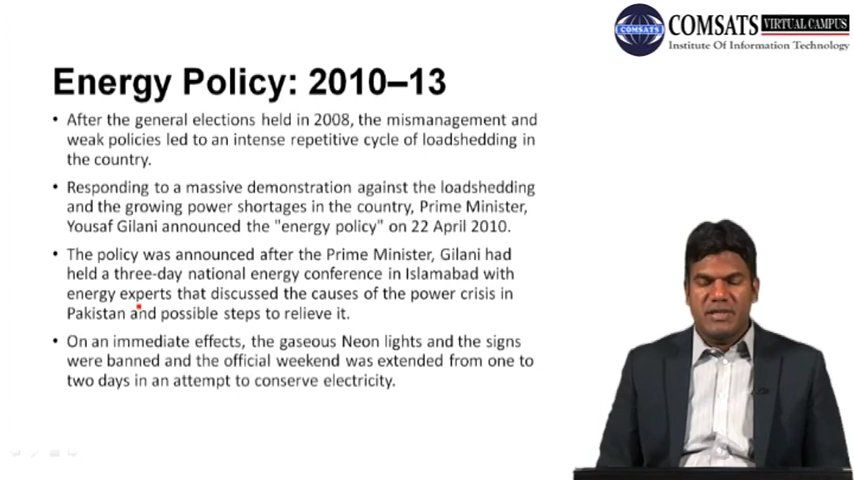 COMSATS
COMSATS VIRTUAL CAMPUS
Institute Of Information Technology
Energy Policy: 2010–13
• After the general elections held in 2008, the mismanagement and
weak policies led to an intense repetitive cycle of loadshedding in
the country.
• Responding to a massive demonstration against the loadshedding
and the growing power shortages in the country, Prime Minister,
Yousaf Gilani announced the "energy policy" on 22 April 2010.
• The policy was announced after the Prime Minister, Gilani had
held a three-day national energy conference in Islamabad with
energy experts that discussed the causes of the power crisis in
Pakistan and possible steps to relieve it.
• On an immediate effects, the gaseous Neon lights and the signs
were banned and the official weekend was extended from one to
two days in an attempt to conserve electricity.